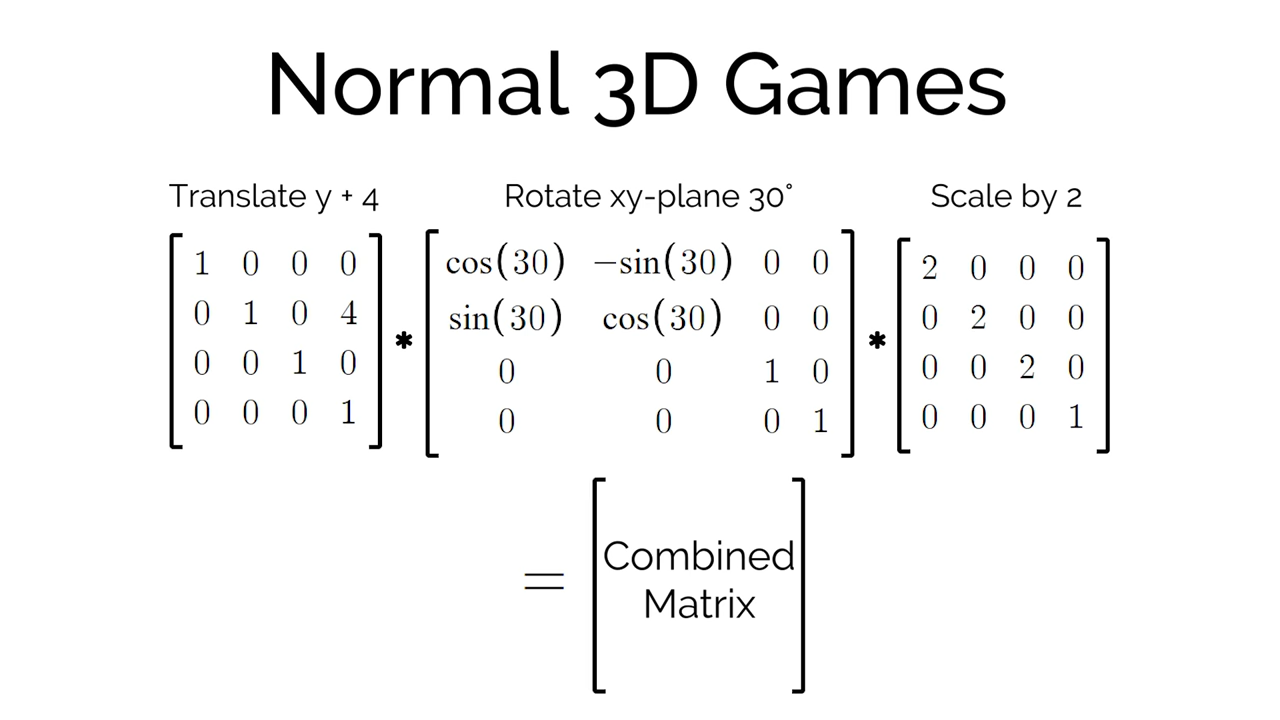 Normal 3D Games
Translate y + 4 Rotate xy-plane 30° Scale by 2
1 0 0 0 cos(30) −sin(30) 0 0 2 0 0 0
0 1 0 4 * sin(30) cos(30) 0 0 * 0 2 0 0
0 0 1 0 0 0 1 0 0 0 2 0
0 0 0 1 0 0 0 1 0 0 0 1
= Combined
Matrix